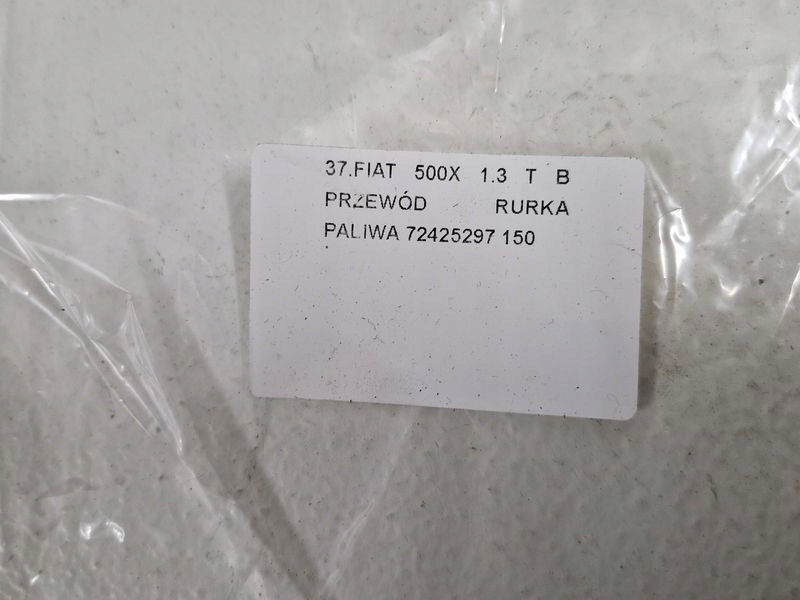 37.FIAT 500X 1.3 T B
PRZEWÓD RURKA
PALIWA 72425297 150